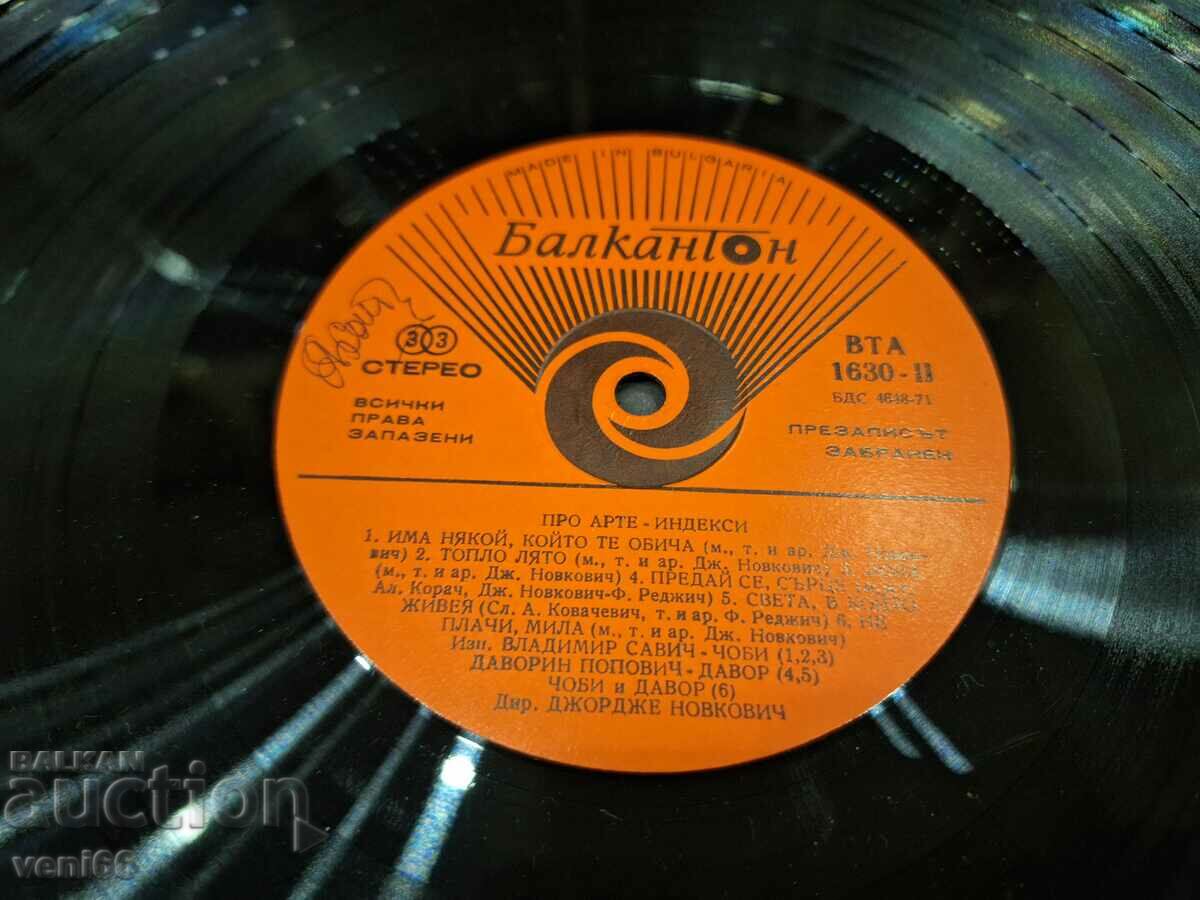 MADE IN BULGARIA
Балкантон
33
СТЕРЕО
ВСИЧКИ
ПРАВА
ЗАПАЗЕНИ
ВТА
1630-II
БДС 4648-71
ПРЕЗАПИСЪТ
ЗАБРАНЕН
ПРО АРТЕ - ИНДЕКСИ
1. ИМА НЯКОЙ, КОЙТО ТЕ ОБИЧА (м., т. и ар. Дж.
вич) 2. ТОПЛО ЛЯТО (м., т. и ар. Дж. Новкович) 3.
(м., т. и ар. Дж. Новкович) 4. ПРЕДАЙ СЕ, СЪРЦЕ
Ал. Корач, Дж. Новкович-Ф. Реджич) 5. СВЕТА, В
ЖИВЕЯ (Сл. А. Ковачевич, т. и ар. Ф. Реджич) 6. НЕ
ПЛАЧИ, МИЛА (м., т. и ар. Дж. Новкович)
Изп. ВЛАДИМИР САВИЧ - ЧОБИ (1,2,3)
ДАВОРИН ПОПОВИЧ - ДАВОР (4,5)
ЧОБИ и ДАВОР (6)
Дир. ДЖОРДЖЕ НОВКОВИЧ
BALKAN
auction
veni66